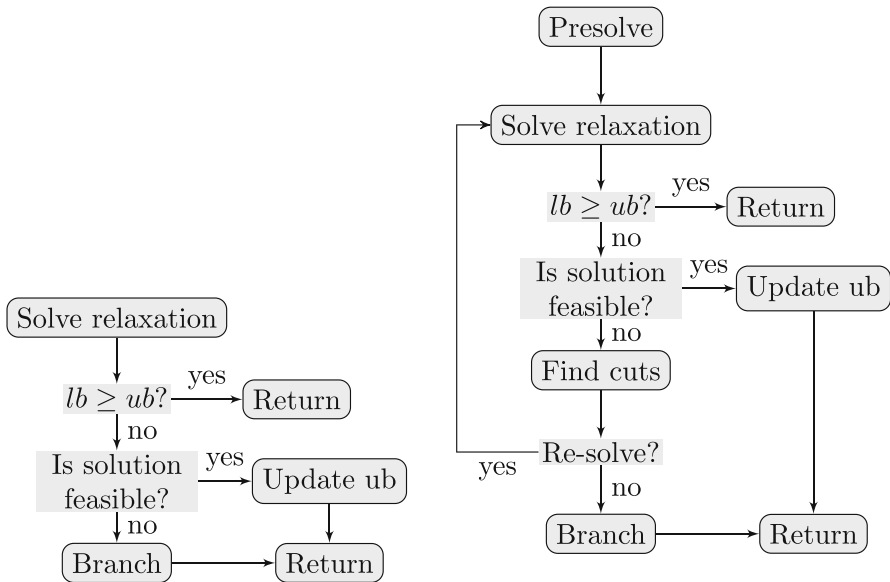 Solve relaxation
lb ≥ ub?
yes
Return
no
Is solution
feasible?
yes
Update ub
no
Branch
Return
Presolve
Solve relaxation
lb ≥ ub?
yes
Return
no
Is solution
feasible?
yes
Update ub
no
Find cuts
Re-solve?
yes
no
Branch
Return